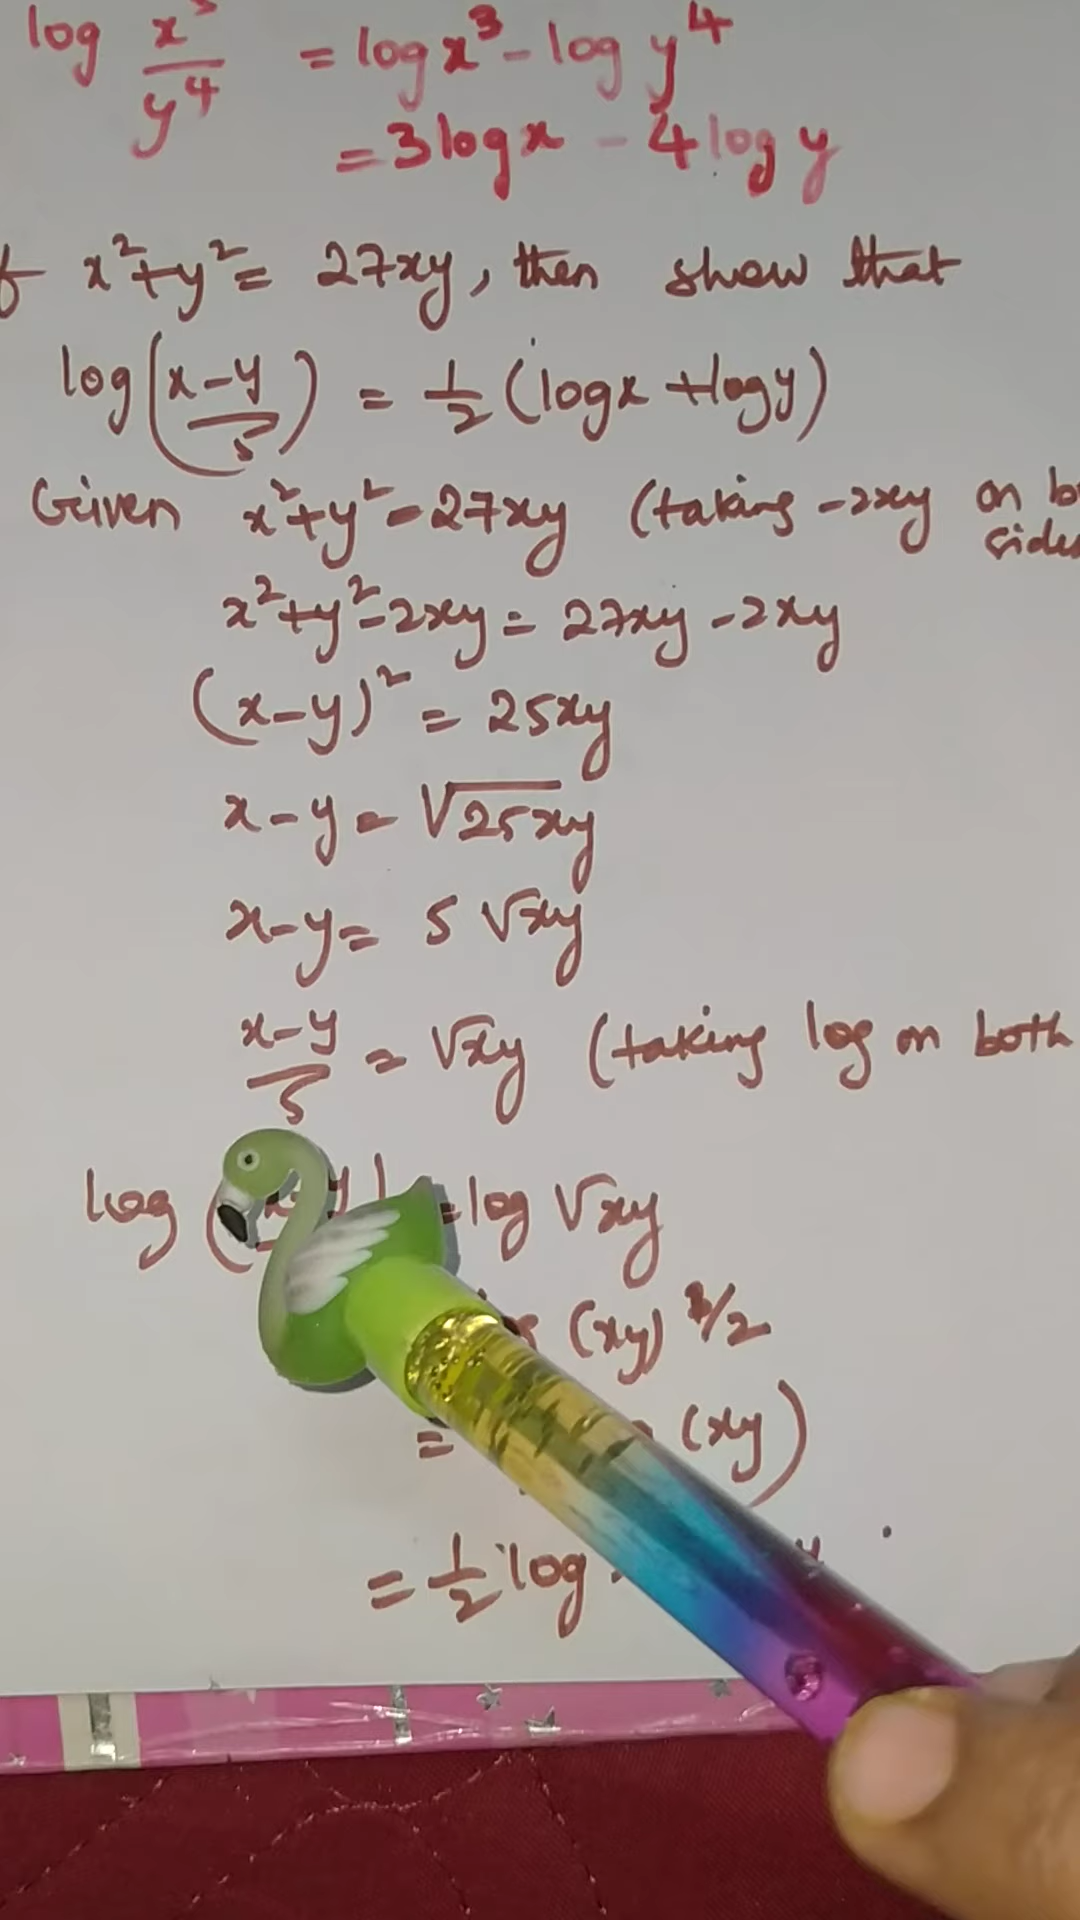 log x³/y⁴ = log x³ - log y⁴
= 3 log x - 4 log y
x² + y² = 27xy, then show that
log (x-y/5) = 1/2 (log x + log y)
Given x² + y² = 27xy (taking -2xy on
sides
x² + y² - 2xy = 27xy - 2xy
(x-y)² = 25xy
x-y = √25xy
x-y = 5 √xy
x-y/5 = √xy (taking log on both
log ( = log √xy
(xy) /2
= (xy)
= 1/2 log